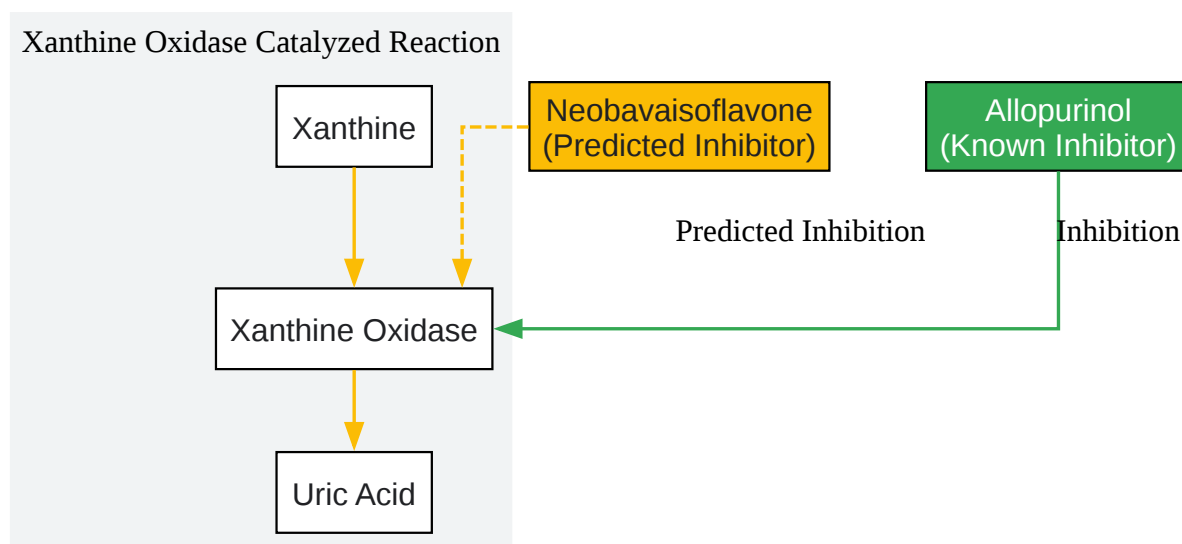 Xanthine Oxidase Catalyzed Reaction
Xanthine
Neobavaisoflavone
(Predicted Inhibitor)
Allopurinol
(Known Inhibitor)
Predicted Inhibition
Inhibition
Xanthine Oxidase
Uric Acid